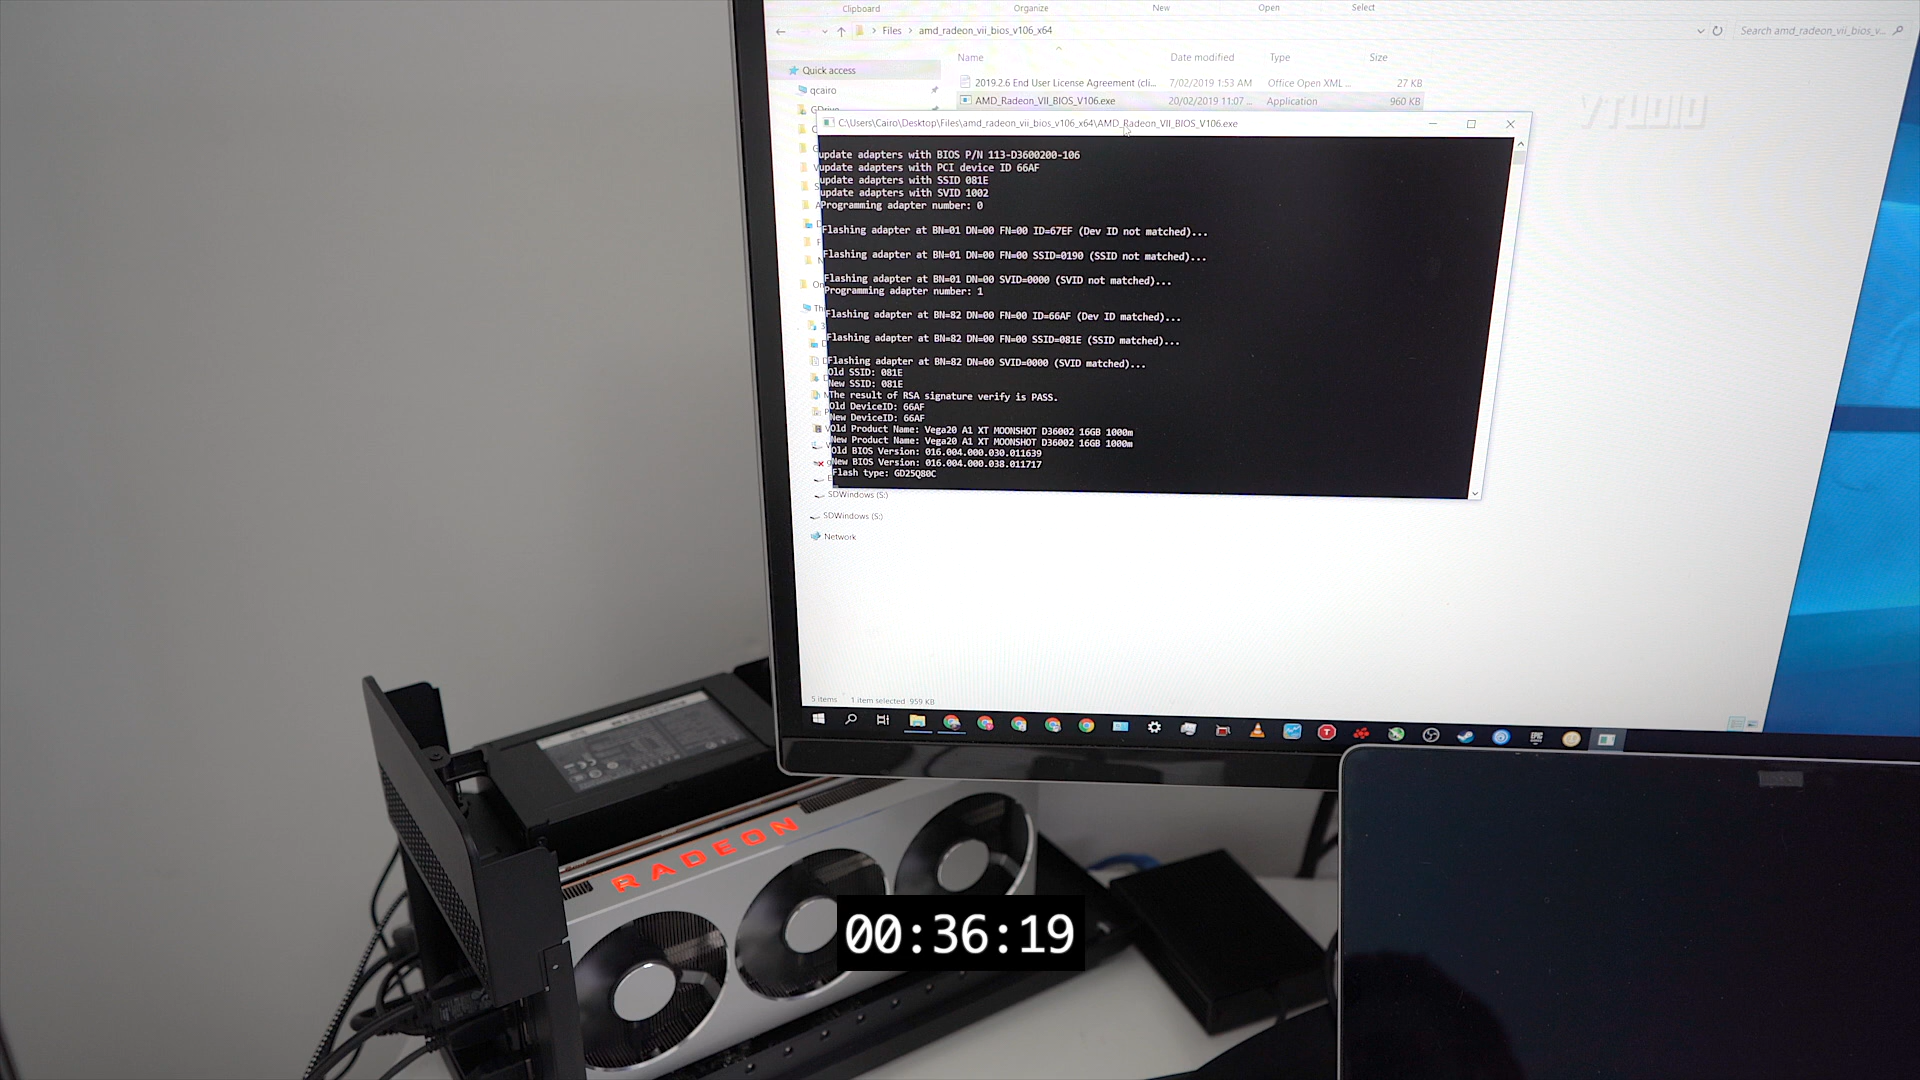 Clipboard Organize New Open Select
Files > amd_radeon_vii_bios_v106_x64
Search amd_radeon_vii_bios_v...
Name Date modified Type Size
Quick access
2019.2.6 End User License Agreement (cli... 7/02/2019 1:53 AM Office Open XML ... 27 KB
qcairo
AMD_Radeon_VII_BIOS_V106.exe 20/02/2019 11:07 ... Application 960 KB
GDrive
VTUDIO
C:\Users\Cairo\Desktop\Files\amd_radeon_vii_bios_v106_x64\AMD_Radeon_VII_BIOS_V106.exe
update adapters with BIOS P/N 113-D3600200-106
update adapters with PCI device ID 66AF
update adapters with SSID 081E
update adapters with SVID 1002
Programming adapter number: 0
Flashing adapter at BN=01 DN=00 FN=00 ID=67EF (Dev ID not matched)...
Flashing adapter at BN=01 DN=00 FN=00 SSID=0190 (SSID not matched)...
Flashing adapter at BN=01 DN=00 SVID=0000 (SVID not matched)...
Programming adapter number: 1
Flashing adapter at BN=82 DN=00 FN=00 ID=66AF (Dev ID matched)...
Flashing adapter at BN=82 DN=00 FN=00 SSID=081E (SSID matched)...
Flashing adapter at BN=82 DN=00 SVID=0000 (SVID matched)...
Old SSID: 081E
New SSID: 081E
The result of RSA signature verify is PASS.
Old DeviceID: 66AF
New DeviceID: 66AF
Old Product Name: Vega20 A1 XT MOONSHOT D36002 16GB 1000m
New Product Name: Vega20 A1 XT MOONSHOT D36002 16GB 1000m
Old BIOS Version: 016.004.000.030.011639
New BIOS Version: 016.004.000.038.011717
Flash type: GD25Q80C
SDWindows (S:)
SDWindows (S:)
Network
5 items 1 item selected 959 KB
EPIC
RADEON
00:36:19